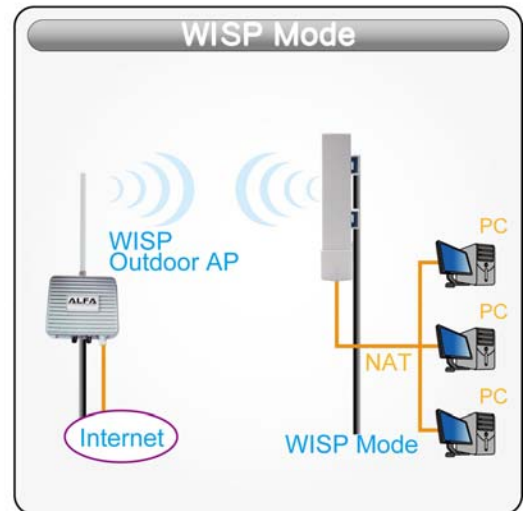 WISP Mode
WISP
Outdoor AP
ALFA
Internet
NAT
WISP Mode
PC
PC
PC